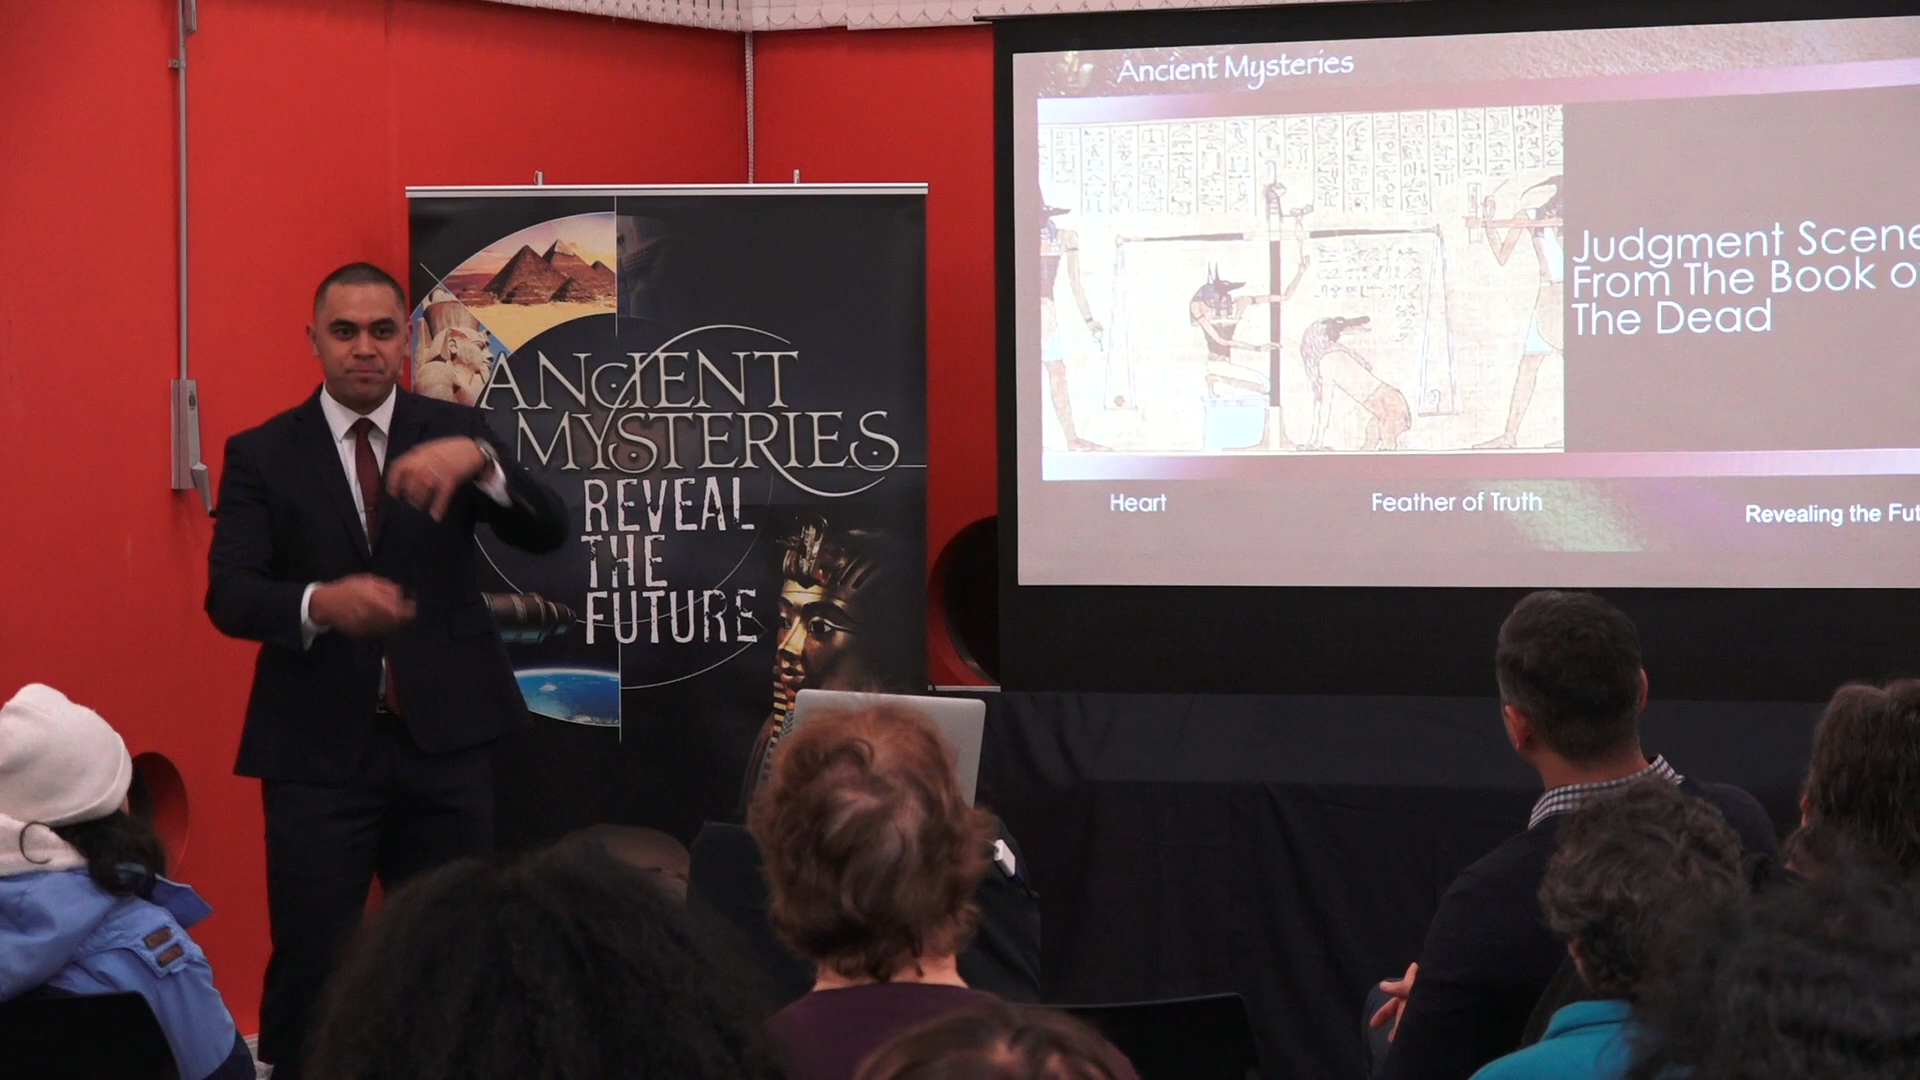 ANCIENT
MYSTERIES
REVEAL
THE
FUTURE
Ancient Mysteries
Judgment Scene
From The Book o
The Dead
Heart
Feather of Truth
Revealing the Fut